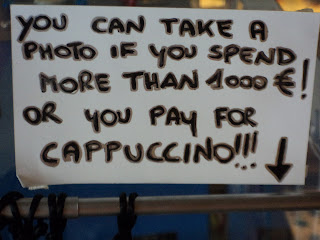 YOU CAN TAKE A
PHOTO IF YOU SPEND
MORE THAN 1000 €!
OR YOU PAY FOR
CAPPUCCINO!!!